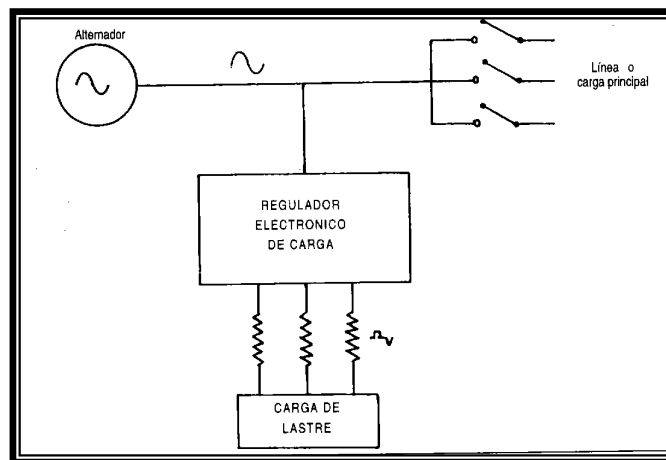 Alternador
Línea o
carga principal
REGULADOR
ELECTRONICO
DE CARGA
CARGA DE
LASTRE